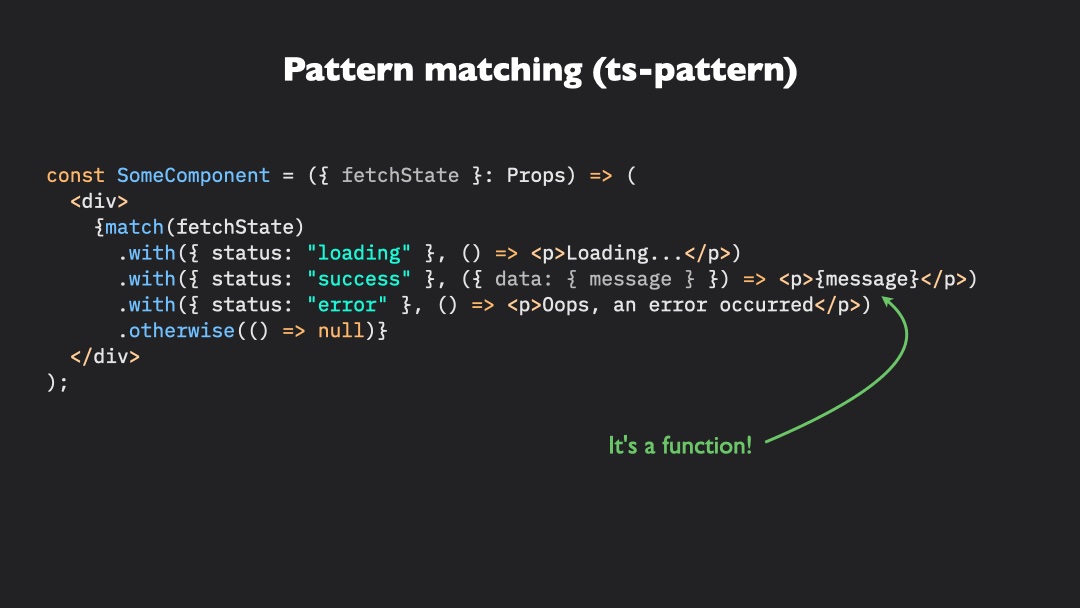 Pattern matching (ts-pattern)
const SomeComponent = ({ fetchState }: Props) => (
  <div>
    {match(fetchState)
      .with({ status: "loading" }, () => <p>Loading...</p>)
      .with({ status: "success" }, ({ data: { message } }) => <p>{message}</p>)
      .with({ status: "error" }, () => <p>Oops, an error occurred</p>)
      .otherwise(() => null)}
  </div>
);
It's a function!